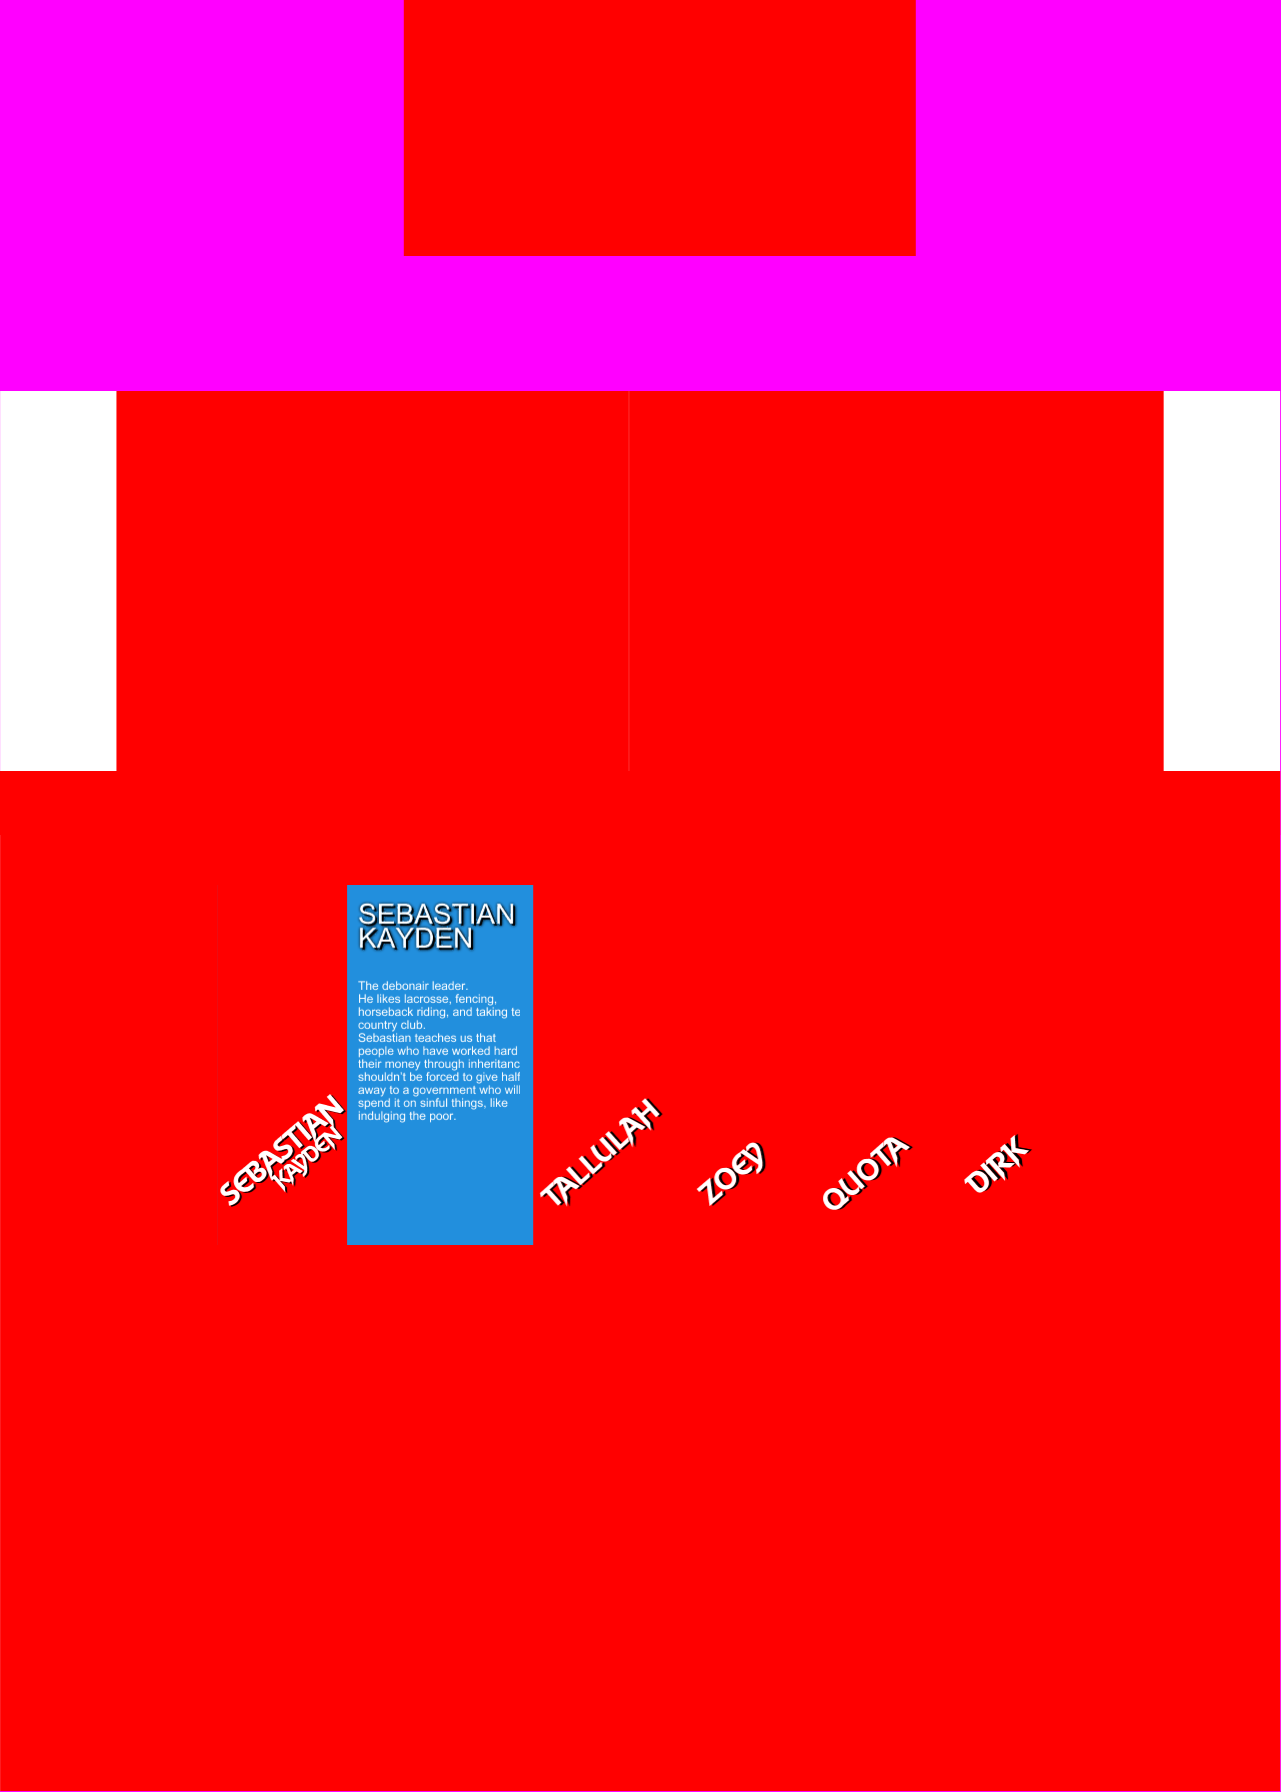 SEBASTIAN
KAYDEN
The debonair leader.
He likes lacrosse, fencing,
horseback riding, and taking te
country club.
Sebastian teaches us that
people who have worked hard
their money through inheritanc
shouldn't be forced to give half
away to a government who will
spend it on sinful things, like
indulging the poor.
SEBASTIAN
KAYDEN
TALLULAH
ZOEY
QUOTA
DIRK